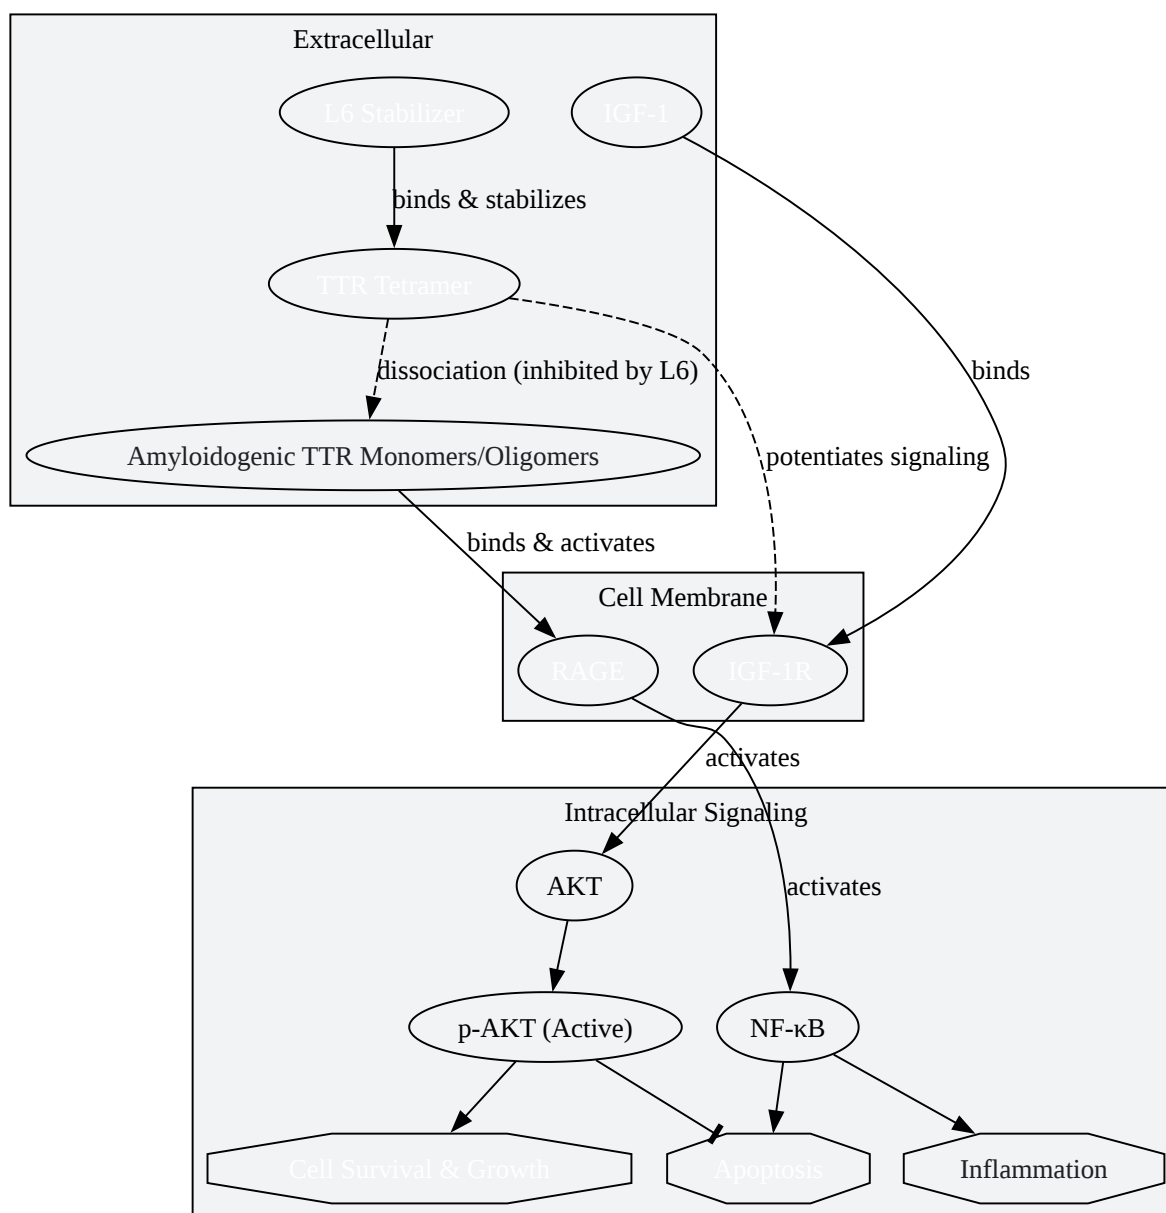 Extracellular
L6 Stabilizer
IGF-1
binds & stabilizes
TTR Tetramer
dissociation (inhibited by L6)
binds
Amyloidogenic TTR Monomers/Oligomers
potentiates signaling
binds & activates
Cell Membrane
RAGE
IGF-1R
activates
Intracellular Signaling
AKT
activates
p-AKT (Active)
NF-κB
Cell Survival & Growth
Apoptosis
Inflammation